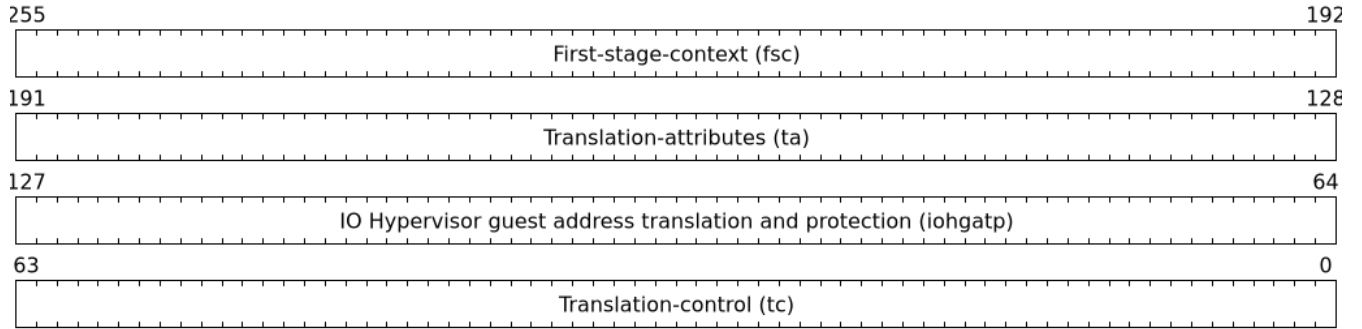 255 192
First-stage-context (fsc)
191 128
Translation-attributes (ta)
127 64
IO Hypervisor guest address translation and protection (iohgatp)
63 0
Translation-control (tc)